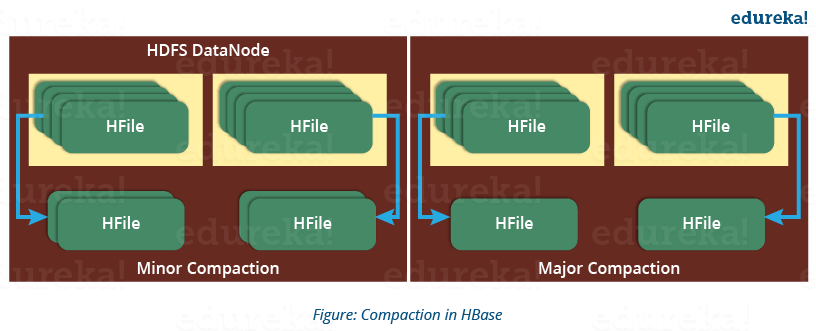 edureka!
HDFS DataNode
HFile
HFile
HFile
HFile
HFile
HFile
HFile
HFile
Minor Compaction
Major Compaction
Figure: Compaction in HBase